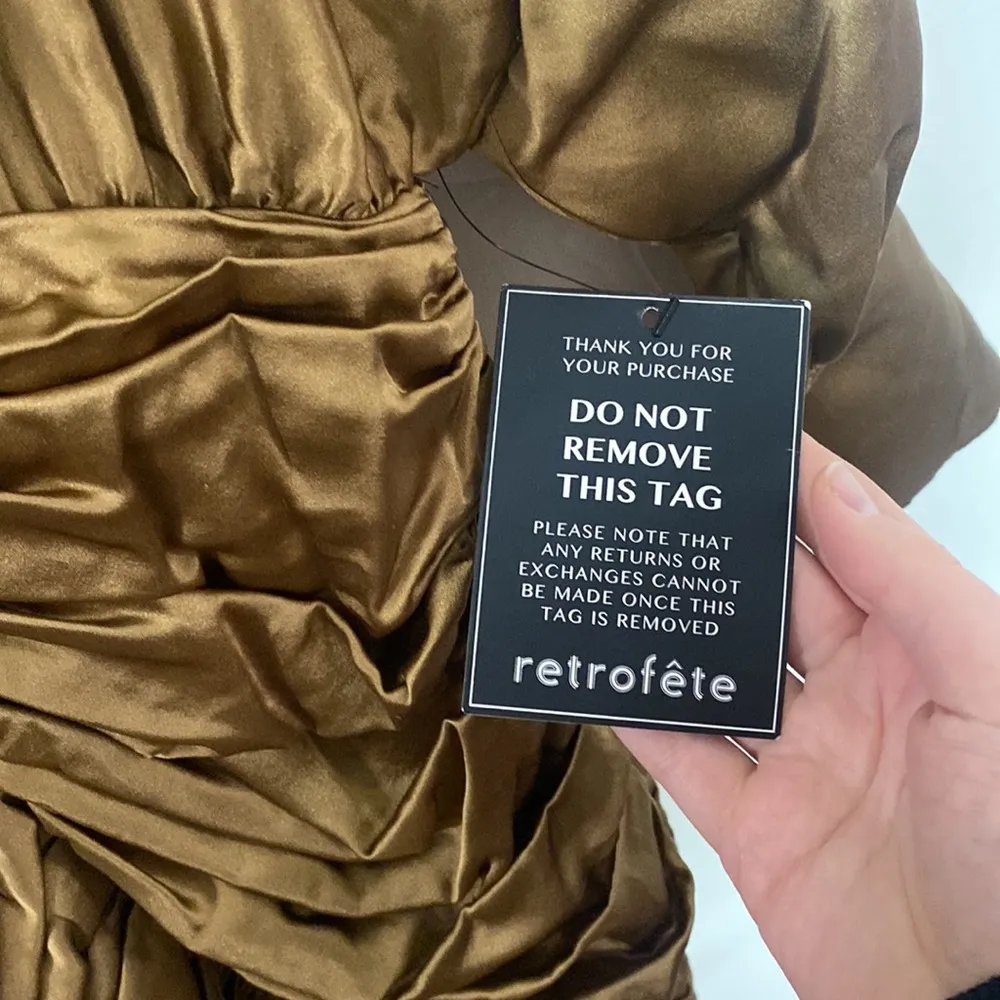 THANK YOU FOR
YOUR PURCHASE
DO NOT
REMOVE
THIS TAG
PLEASE NOTE THAT
ANY RETURNS OR
EXCHANGES CANNOT
BE MADE ONCE THIS
TAG IS REMOVED
retrofête